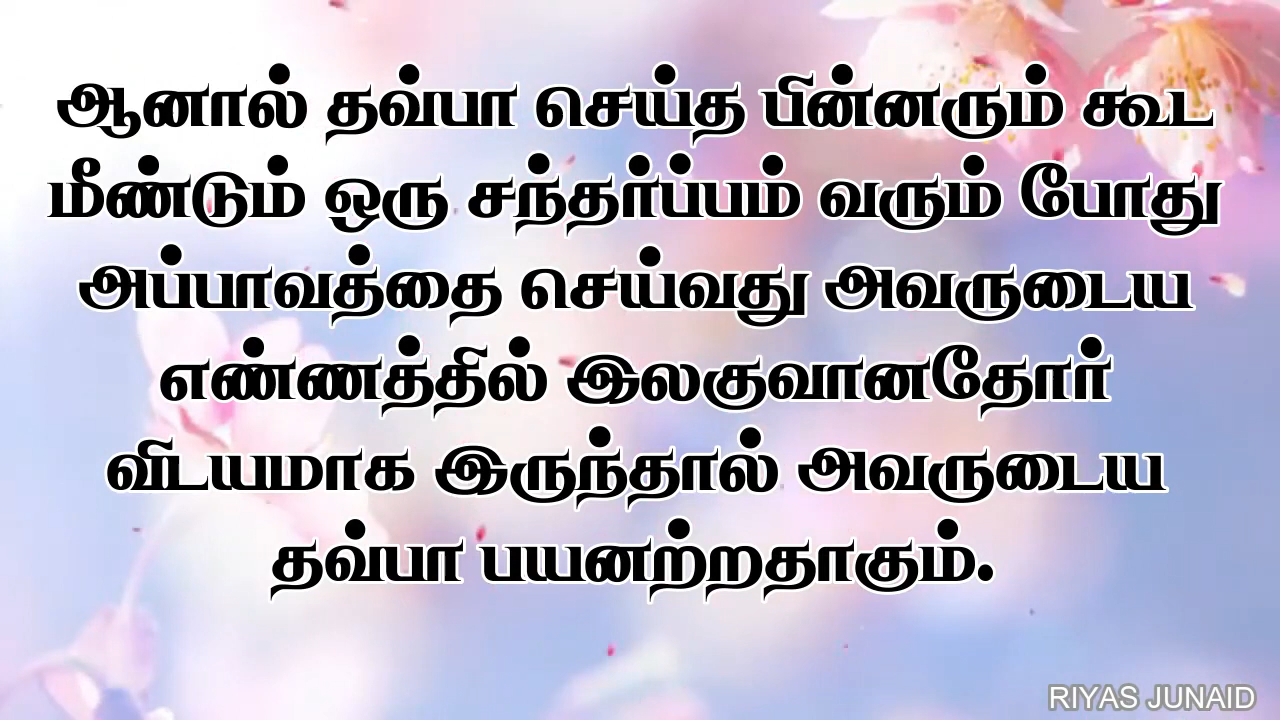 ஆனால் தவ்பா செய்த பின்னரும் கூட
மீண்டும் ஒரு சந்தர்ப்பம் வரும் போது
அப்பாவத்தை செய்வது அவருடைய
எண்ணத்தில் இலகுவானதோர்
விடயமாக இருந்தால் அவருடைய
தவ்பா பயனற்றதாகும்.
RIYAS JUNAID